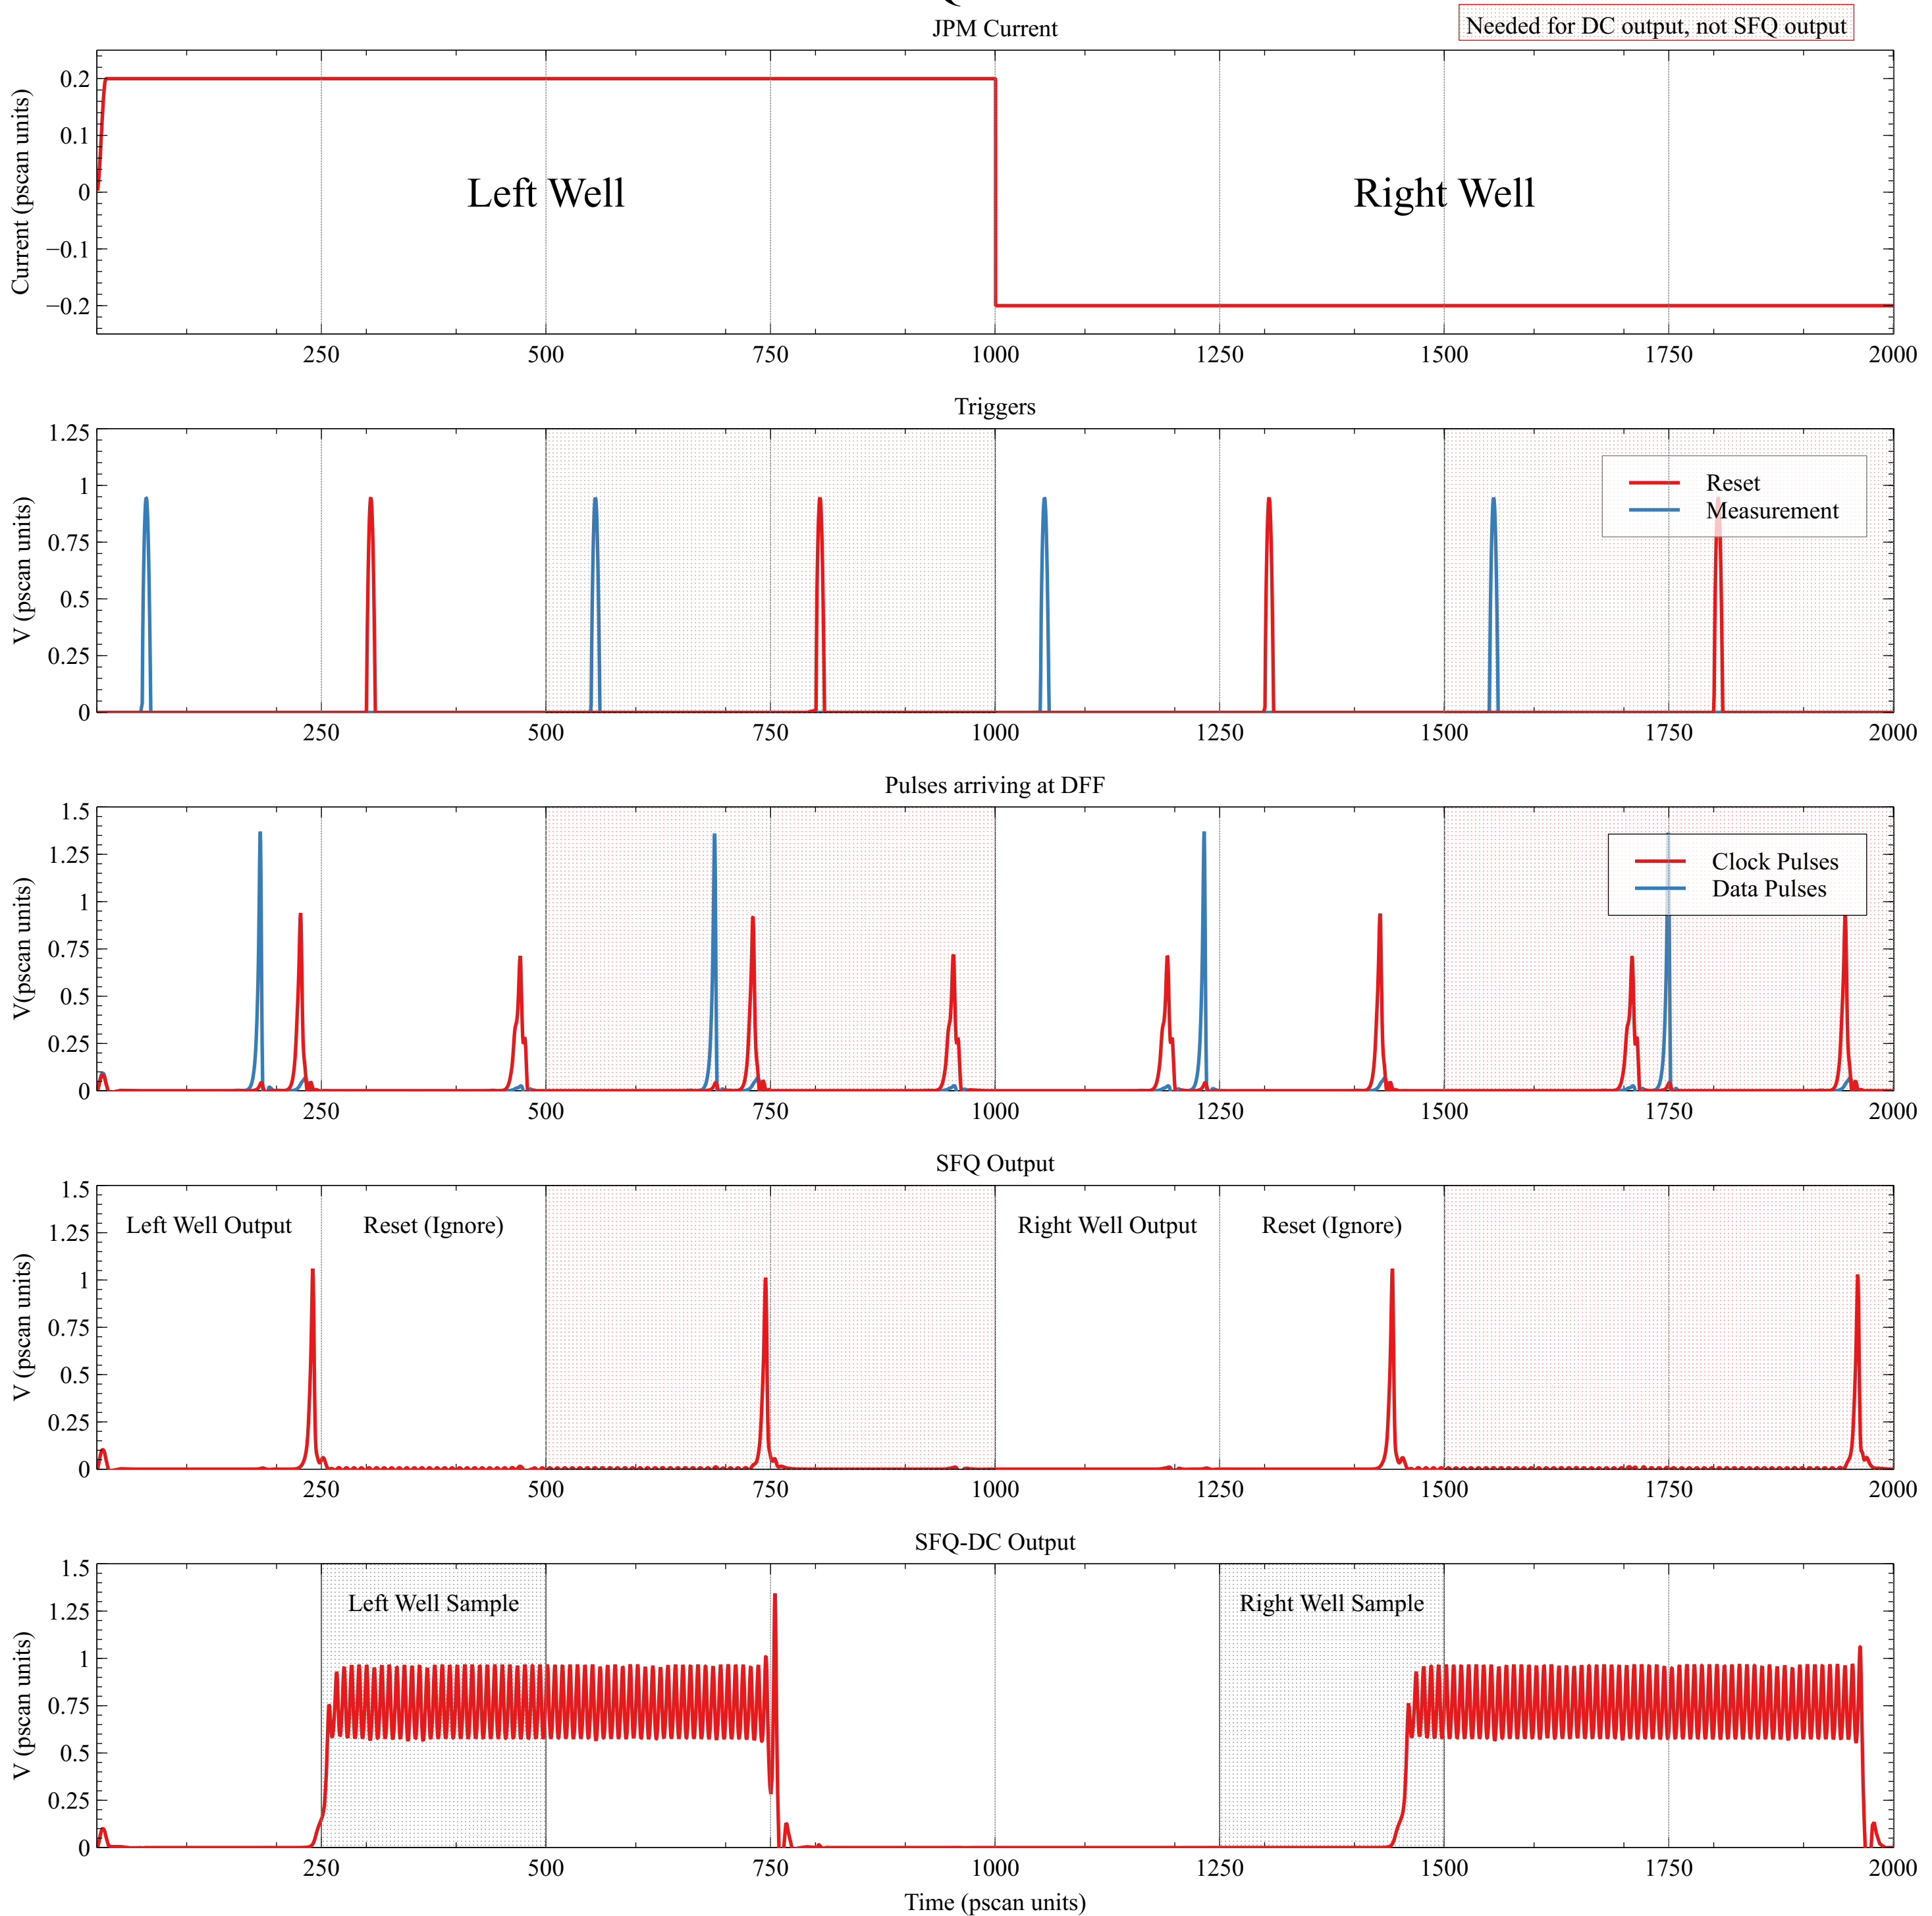 JPM Current
Needed for DC output, not SFQ output
Current (pscan units)
0.2
0.1
0
−0.1
−0.2
Left Well
Right Well
250 500 750 1000 1250 1500 1750 2000
Triggers
V (pscan units)
1.25
1
0.75
0.5
0.25
0
Reset
Measurement
250 500 750 1000 1250 1500 1750 2000
Pulses arriving at DFF
V(pscan units)
1.5
1.25
1
0.75
0.5
0.25
0
Clock Pulses
Data Pulses
250 500 750 1000 1250 1500 1750 2000
SFQ Output
V (pscan units)
1.5
1.25
1
0.75
0.5
0.25
0
Left Well Output
Reset (Ignore)
Right Well Output
Reset (Ignore)
250 500 750 1000 1250 1500 1750 2000
SFQ-DC Output
V (pscan units)
1.5
1.25
1
0.75
0.5
0.25
0
Left Well Sample
Right Well Sample
250 500 750 1000 1250 1500 1750 2000
Time (pscan units)